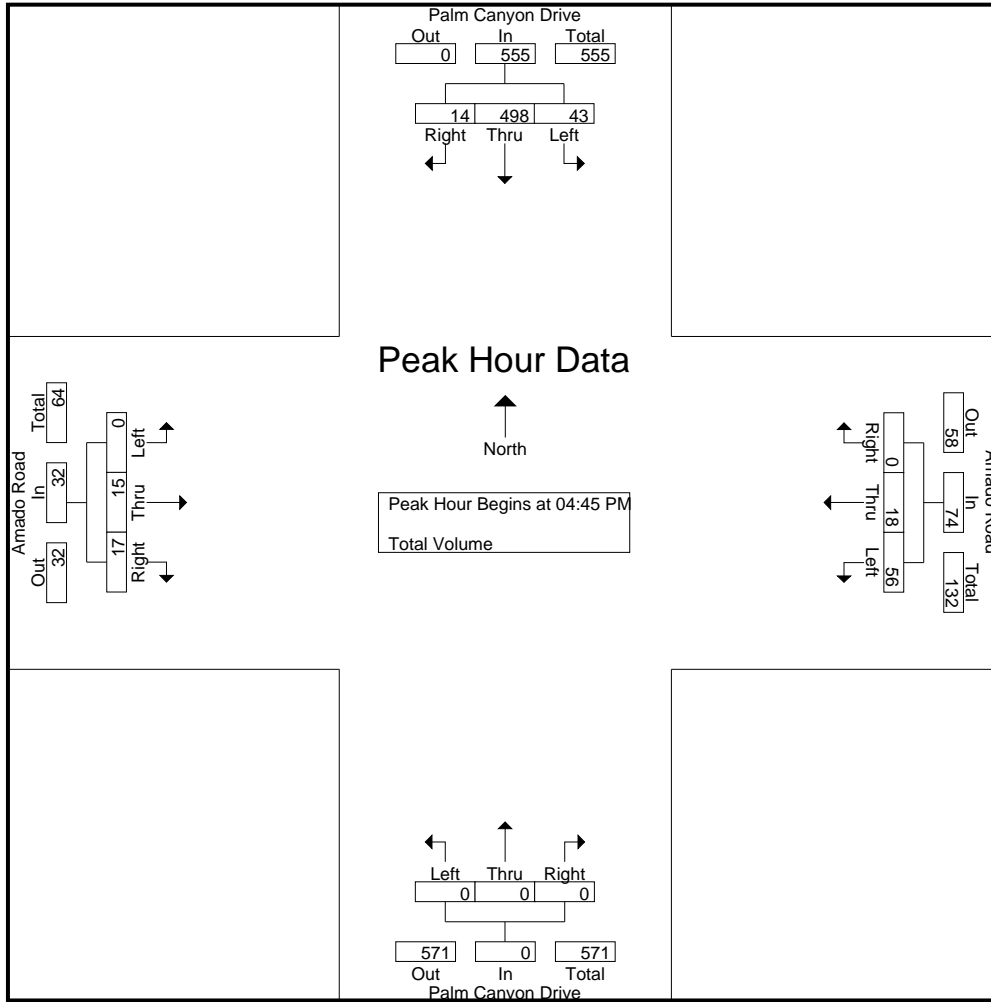 Palm Canyon Drive
Out In Total
0 555 555
14 498 43
Right Thru Left
Peak Hour Data
North
Peak Hour Begins at 04:45 PM
Total Volume
Amado Road
Out In Total
32 32 64
Left Thru Right
0 15 17
Amado Road
Out In Total
58 74 132
Right Thru Left
0 18 56
Left Thru Right
0 0 0
571 0 571
Out In Total
Palm Canyon Drive